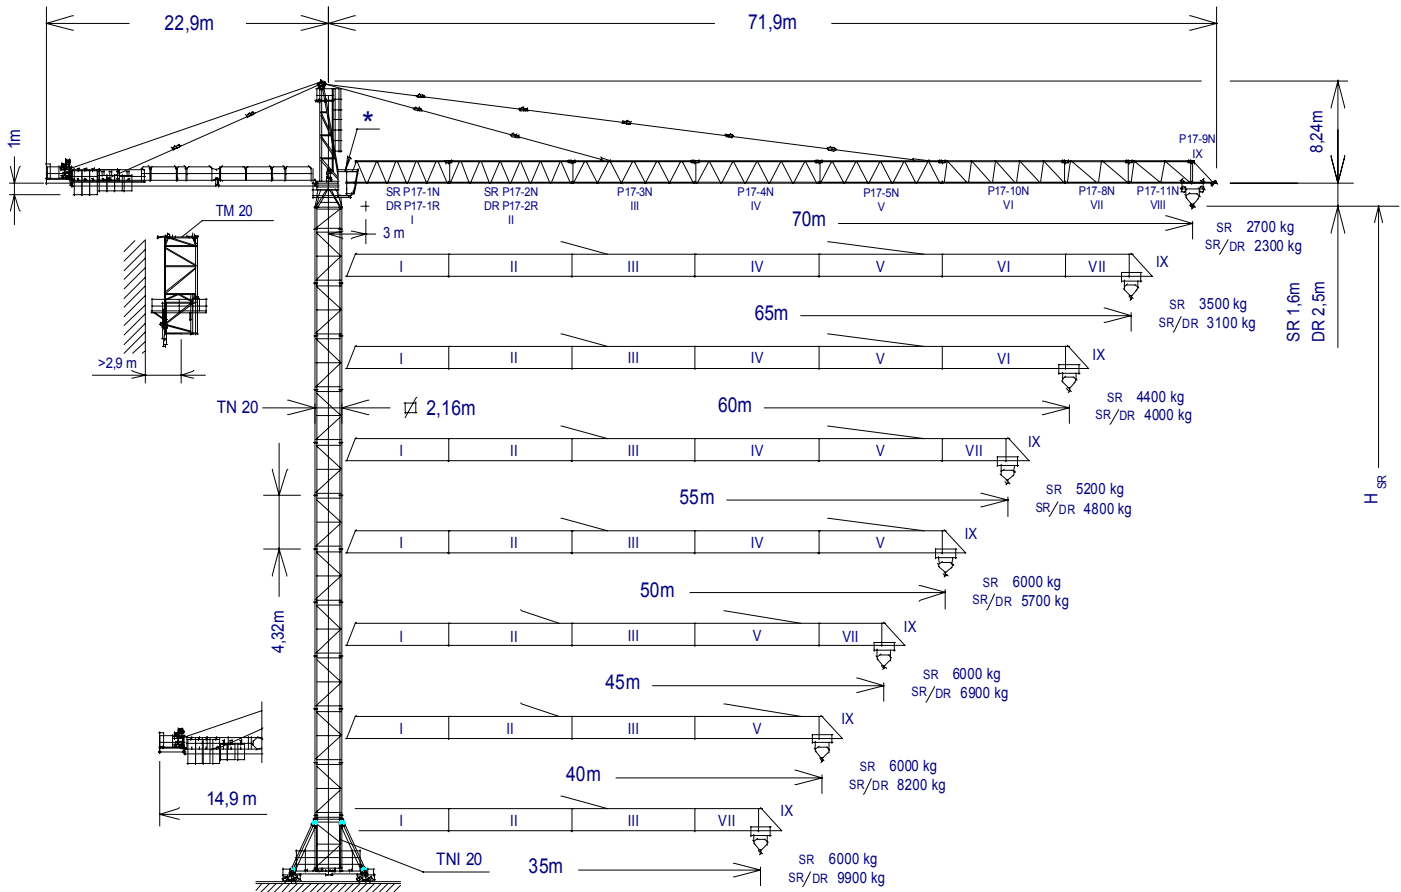 22,9m
71,9m
1m
*
8,24m
P17-9N
IX
SR P17-1N
DR P17-1R
I
SR P17-2N
DR P17-2R
II
P17-3N
III
P17-4N
IV
P17-5N
V
P17-10N
VI
P17-8N
VII
P17-11N
VIII
TM 20
3 m
70m
SR 2700 kg
SR/DR 2300 kg
I II III IV V VI VII IX
65m
SR 3500 kg
SR/DR 3100 kg
SR 1,6m
DR 2,5m
>2,9 m
I II III IV V VI IX
TN 20
2,16m
60m
SR 4400 kg
SR/DR 4000 kg
I II III IV V VII IX
55m
SR 5200 kg
SR/DR 4800 kg
H SR
I II III IV V IX
50m
SR 6000 kg
SR/DR 5700 kg
4,32m
I II III V VII IX
45m
SR 6000 kg
SR/DR 6900 kg
I II III V IX
40m
SR 6000 kg
SR/DR 8200 kg
14,9 m
I II III VII IX
TNI 20
35m
SR 6000 kg
SR/DR 9900 kg